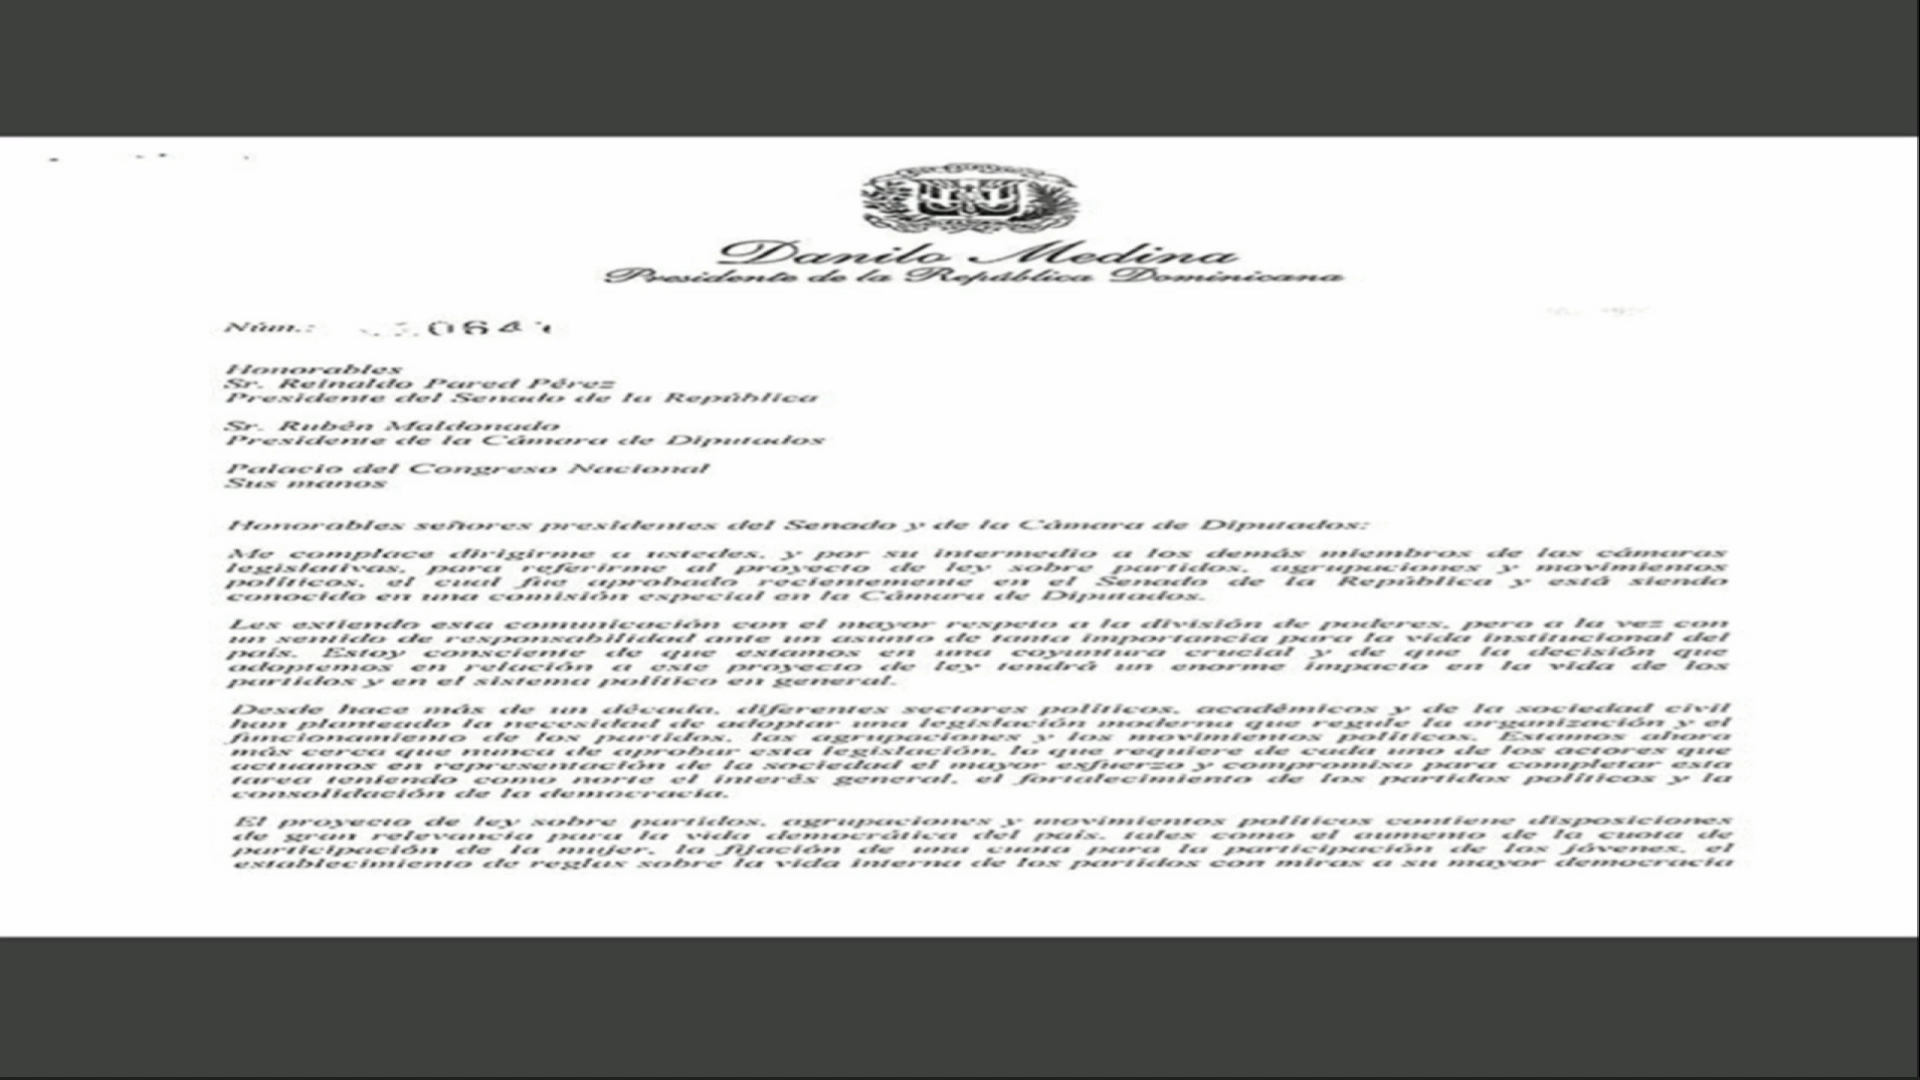 Danilo Medina
Presidente de la República Dominicana
Núm.: 064
Honorables
Sr. Reinaldo Pared Pérez
Presidente del Senado de la República
Sr. Rubén Maldonado
Presidente de la Cámara de Diputados
Palacio del Congreso Nacional
Sus manos
Honorables señores presidentes del Senado y de la Cámara de Diputados:
Me complace dirigirme a ustedes, y por su intermedio a los demás miembros de las cámaras
legislativas, para referirme al proyecto de ley sobre partidos, agrupaciones y movimientos
políticos, el cual fue aprobado recientemente en el Senado de la República y está siendo
conocido en una comisión especial en la Cámara de Diputados.
Les extiendo esta comunicación con el mayor respeto a la división de poderes, pero a la vez con
un sentido de responsabilidad ante un asunto de tanta importancia para la vida institucional del
país. Estoy consciente de que estamos en una coyuntura crucial y de que la decisión que
adoptemos en relación a este proyecto de ley tendrá un enorme impacto en la vida de los
partidos y en el sistema político en general.
Desde hace más de un década, diferentes sectores políticos, académicos y de la sociedad civil
han planteado la necesidad de adoptar una legislación moderna que regule la organización y el
funcionamiento de los partidos, las agrupaciones y los movimientos políticos. Estamos ahora
más cerca que nunca de aprobar esta legislación, lo que requiere de cada uno de los actores que
actuamos en representación de la sociedad el mayor esfuerzo y compromiso para completar esta
tarea teniendo como norte el interés general, el fortalecimiento de los partidos políticos y la
consolidación de la democracia.
El proyecto de ley sobre partidos, agrupaciones y movimientos políticos contiene disposiciones
de gran relevancia para la vida democrática del país, tales como el aumento de la cuota de
participación de la mujer, la fijación de una cuota para la participación de los jóvenes, el
establecimiento de reglas sobre la vida interna de los partidos con miras a su mayor democracia